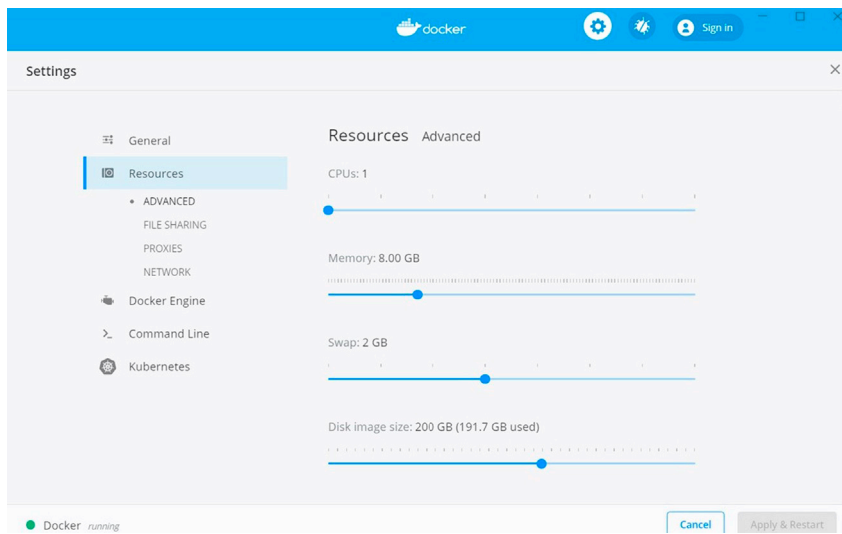 docker
Sign in
Settings
General
Resources
ADVANCED
FILE SHARING
PROXIES
NETWORK
Docker Engine
Command Line
Kubernetes
Resources Advanced
CPUs: 1
Memory: 8.00 GB
Swap: 2 GB
Disk image size: 200 GB (191.7 GB used)
Docker running
Cancel
Apply & Restart